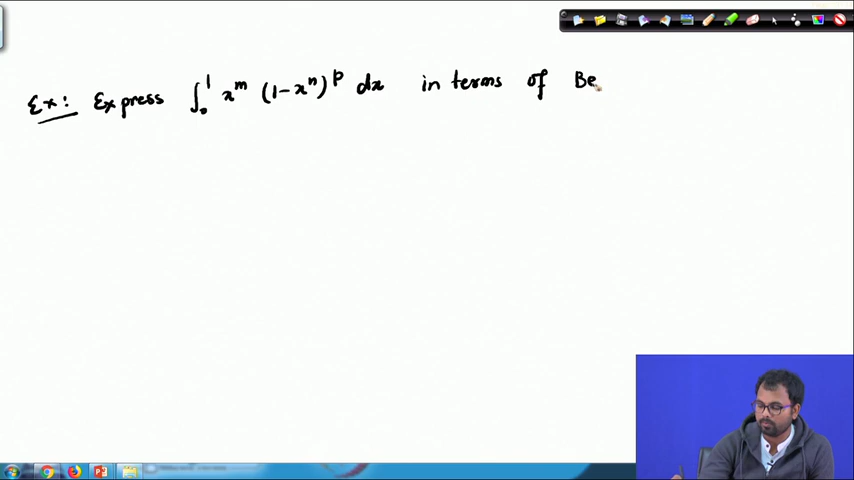 Ex: Express ∫₀¹ xᵐ (1-xⁿ)ᵖ dx in terms of Be